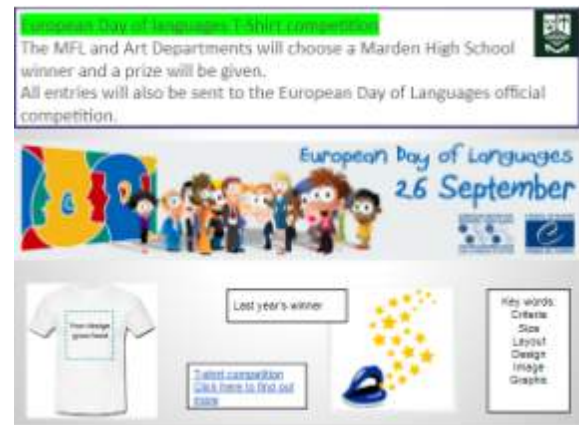 European Day of languages T-Shirt competition
The MFL and Art Departments will choose a Marden High School
winner and a prize will be given.
All entries will also be sent to the European Day of Languages official
competition.
European Day of Languages
26 September
Your design
goes here
Last year's winner
T-shirt competition
Click here to find out
more
Key words:
Criteria
Size
Layout
Design
Image
Graphic